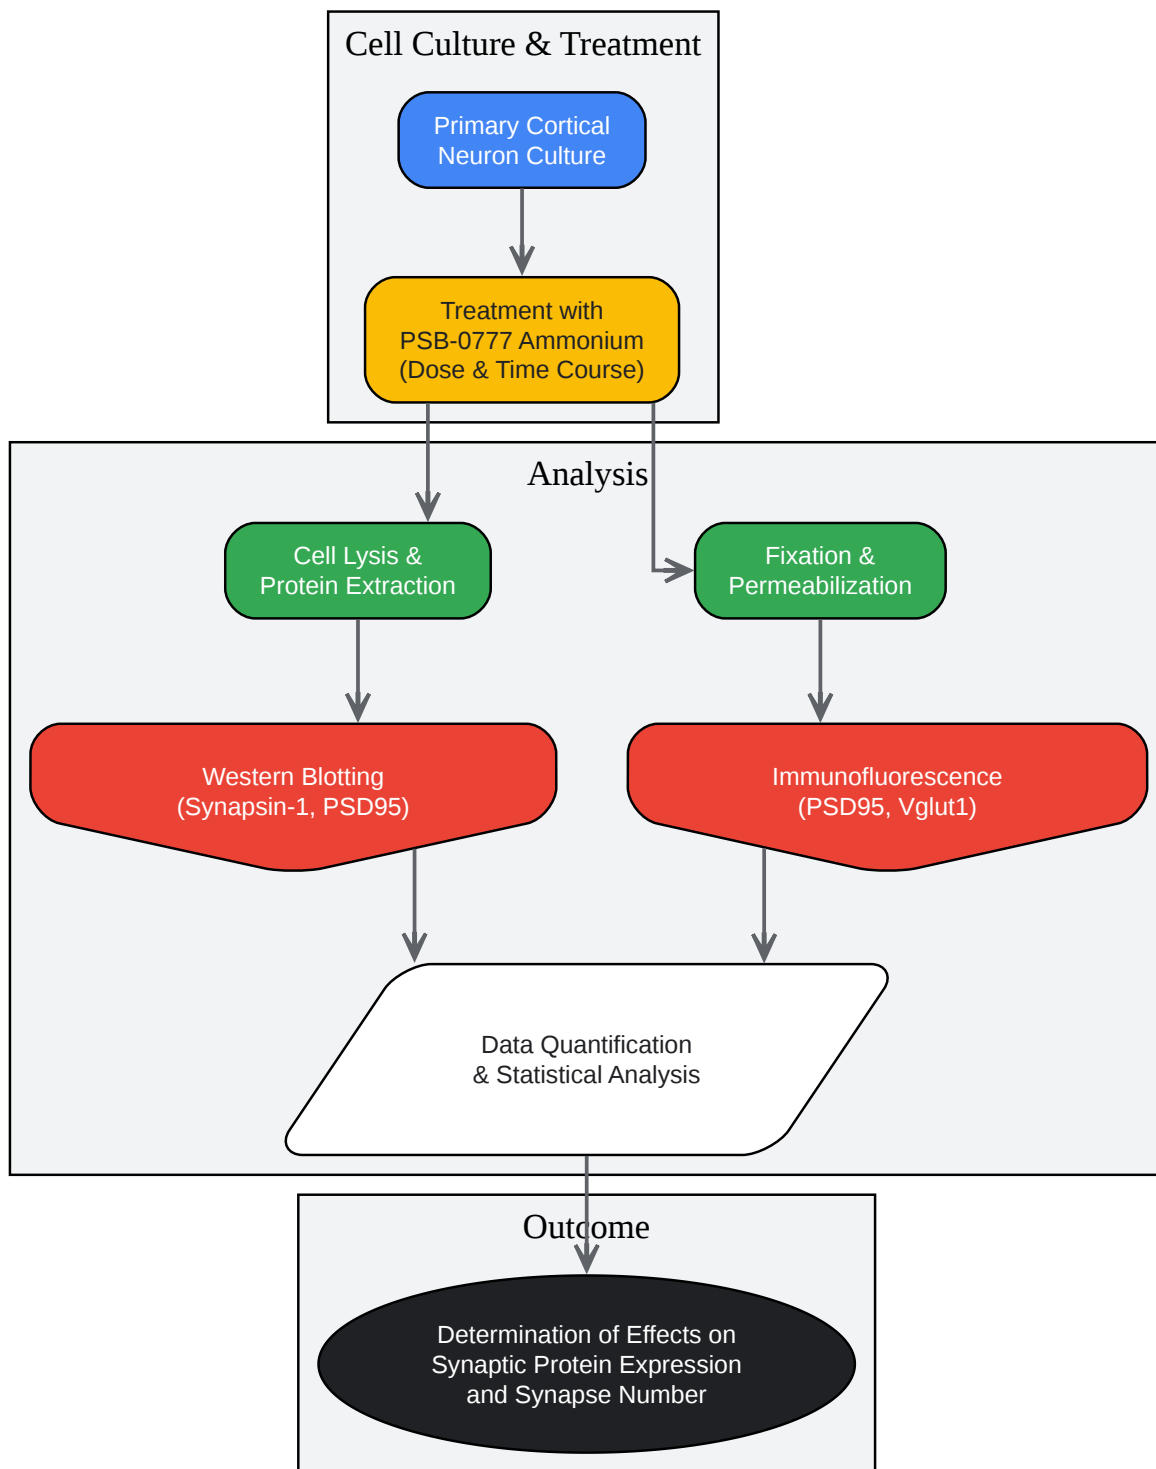 Cell Culture & Treatment
Primary Cortical
Neuron Culture
Treatment with
PSB-0777 Ammonium
(Dose & Time Course)
Analysis
Cell Lysis &
Protein Extraction
Fixation &
Permeabilization
Western Blotting
(Synapsin-1, PSD95)
Immunofluorescence
(PSD95, Vglut1)
Data Quantification
& Statistical Analysis
Outcome
Determination of Effects on
Synaptic Protein Expression
and Synapse Number